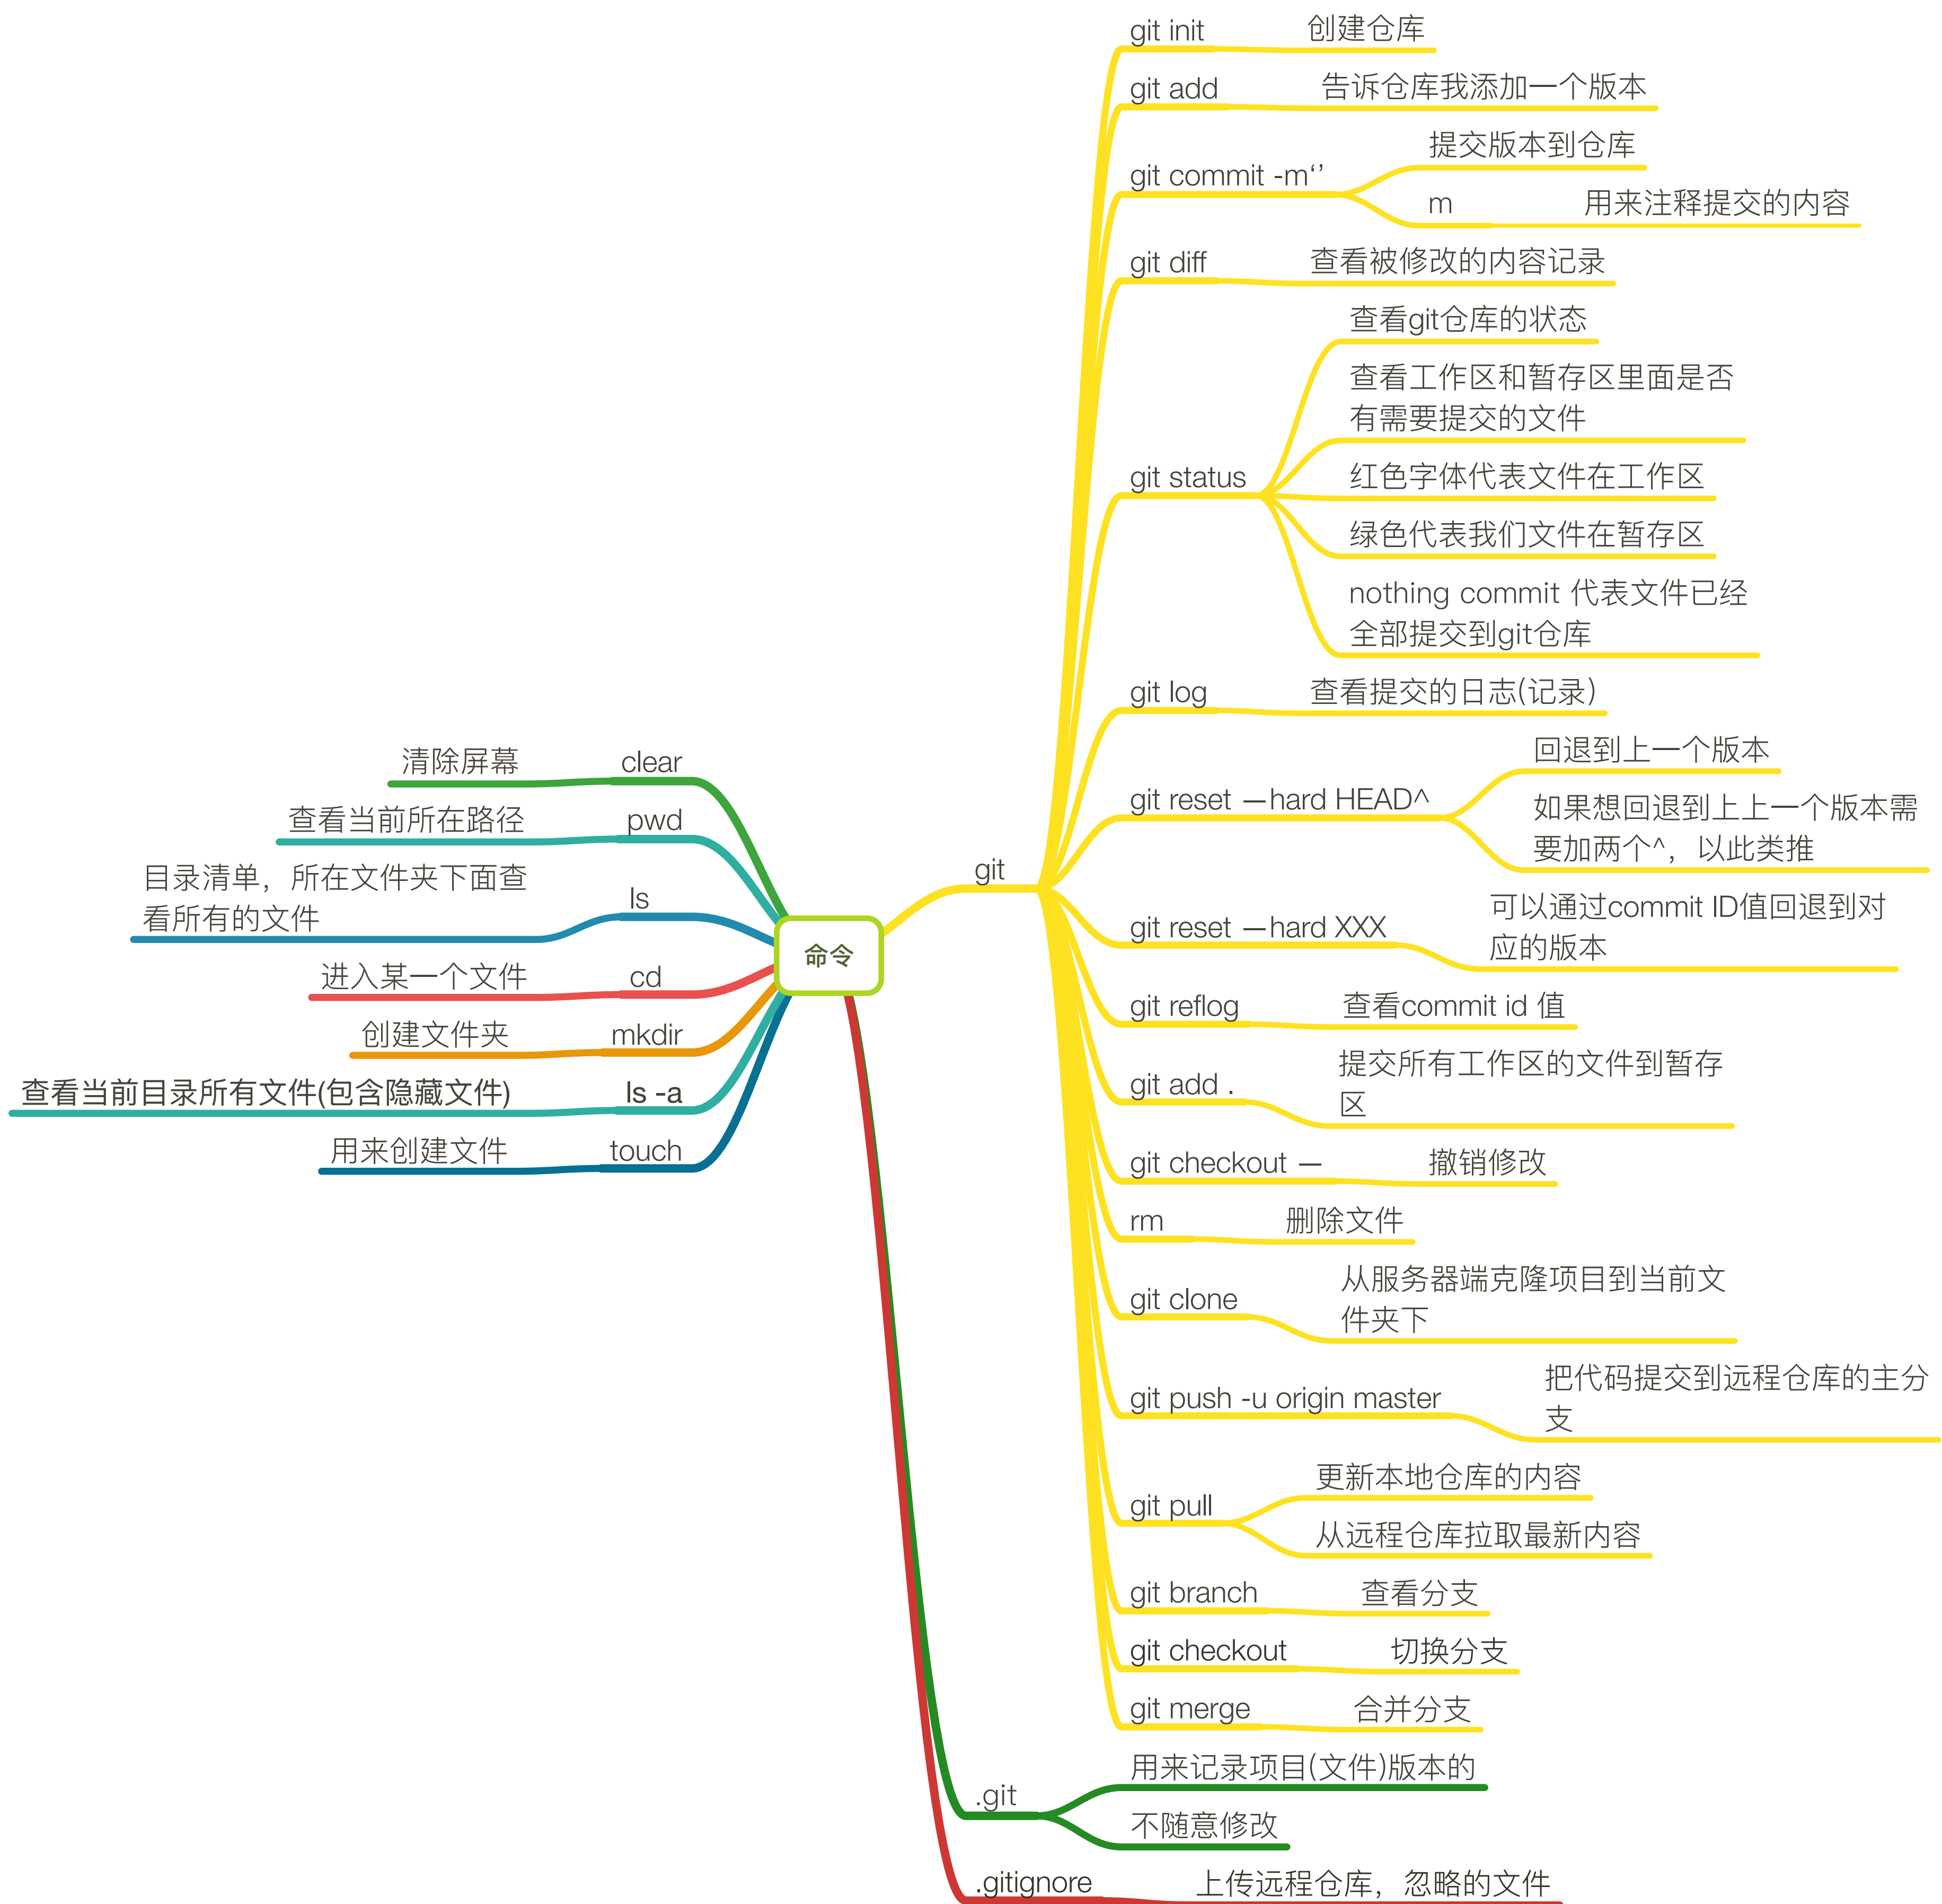 命令
清除屏幕
clear
查看当前所在路径
pwd
目录清单，所在文件夹下面查
看所有的文件
ls
进入某一个文件
cd
创建文件夹
mkdir
查看当前目录所有文件(包含隐藏文件)
ls -a
用来创建文件
touch
git
git init
创建仓库
git add
告诉仓库我添加一个版本
git commit -m‘’
提交版本到仓库
m
用来注释提交的内容
git diff
查看被修改的内容记录
git status
查看git仓库的状态
查看工作区和暂存区里面是否
有需要提交的文件
红色字体代表文件在工作区
绿色代表我们文件在暂存区
nothing commit 代表文件已经
全部提交到git仓库
git log
查看提交的日志(记录)
git reset —hard HEAD^
回退到上一个版本
如果想回退到上上一个版本需
要加两个^，以此类推
git reset —hard XXX
可以通过commit ID值回退到对
应的版本
git reflog
查看commit id 值
git add .
提交所有工作区的文件到暂存
区
git checkout —
撤销修改
rm
删除文件
git clone
从服务器端克隆项目到当前文
件夹下
git push -u origin master
把代码提交到远程仓库的主分
支
git pull
更新本地仓库的内容
从远程仓库拉取最新内容
git branch
查看分支
git checkout
切换分支
git merge
合并分支
.git
用来记录项目(文件)版本的
不随意修改
.gitignore
上传远程仓库，忽略的文件